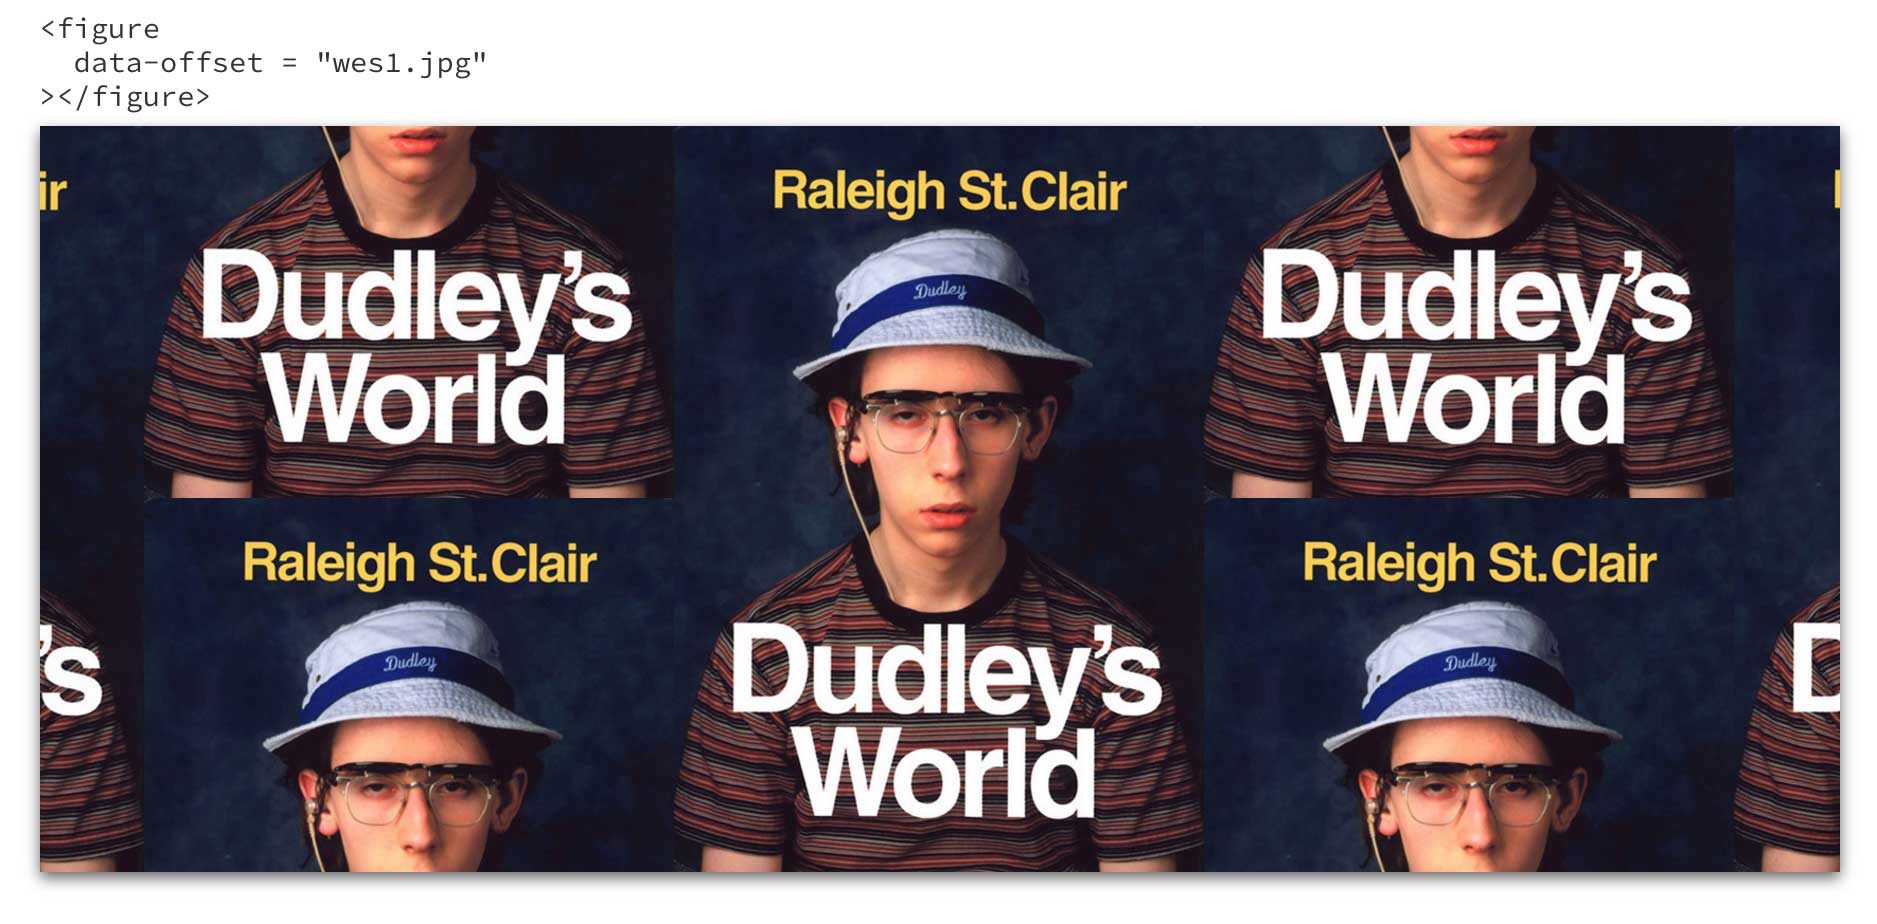 <figure
  data-offset = "wes1.jpg"
></figure>
ir
Dudley's
World
Raleigh St.Clair
Dudley
Dudley's
World
Raleigh St.Clair
Dudley
's
Dudley's
World
Raleigh St.Clair
Dudley
D